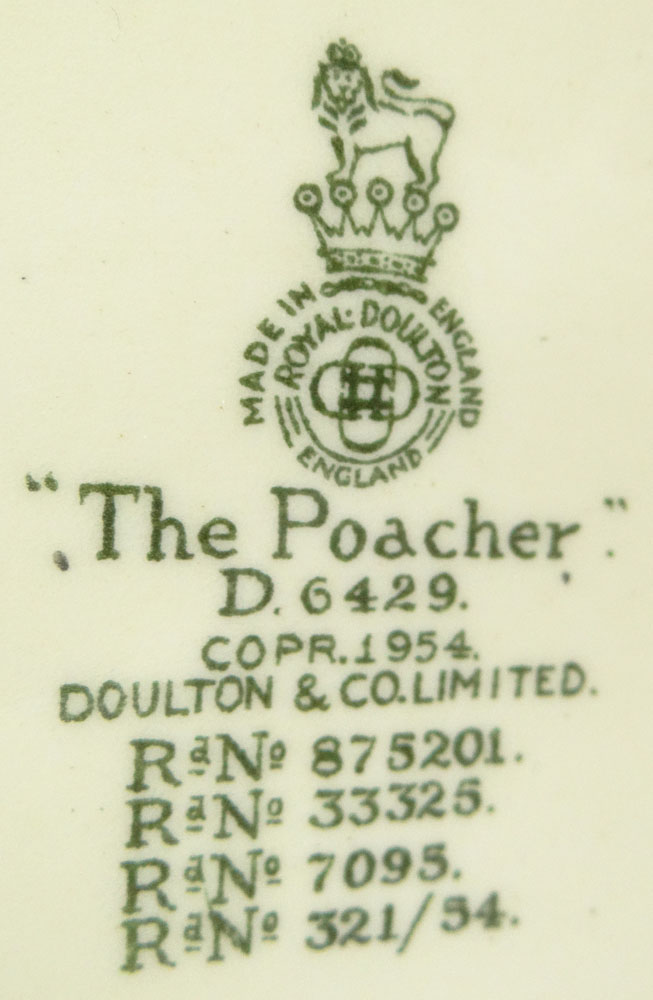 MADE IN ENGLAND
ROYAL·DOULTON
ENGLAND
"The Poacher."
D. 6429.
COPR. 1954.
DOULTON & CO. LIMITED.
Rᵈ Nº 875201.
Rᵈ Nº 33325.
Rᵈ Nº 7095.
Rᵈ Nº 321/54.